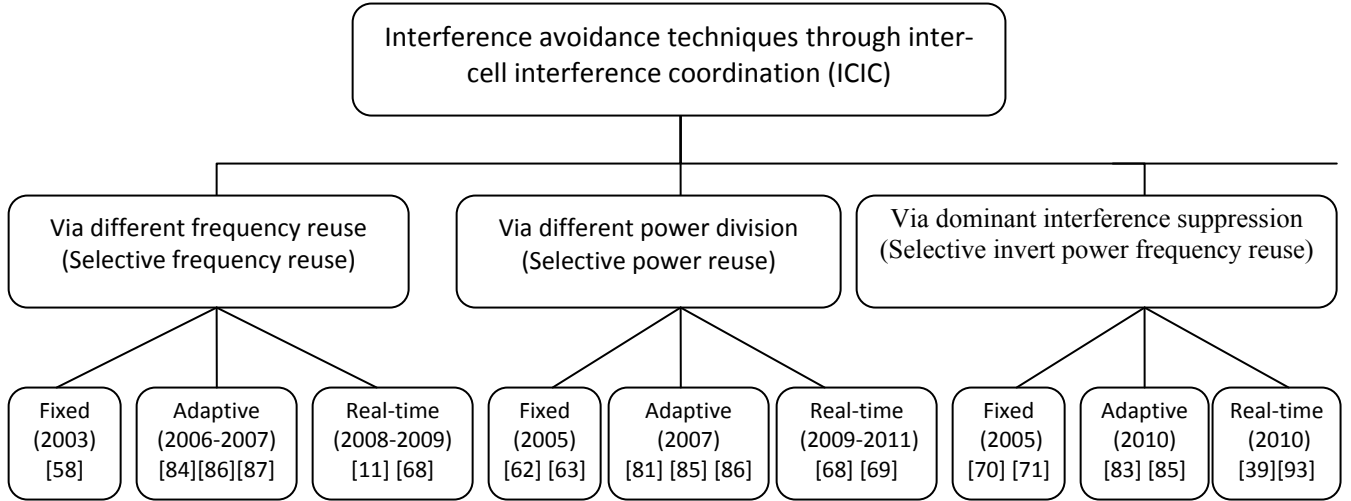 Interference avoidance techniques through inter-
cell interference coordination (ICIC)
Via different frequency reuse
(Selective frequency reuse)
Via different power division
(Selective power reuse)
Via dominant interference suppression
(Selective invert power frequency reuse)
Fixed
(2003)
[58]
Adaptive
(2006-2007)
[84][86][87]
Real-time
(2008-2009)
[11] [68]
Fixed
(2005)
[62] [63]
Adaptive
(2007)
[81] [85] [86]
Real-time
(2009-2011)
[68] [69]
Fixed
(2005)
[70] [71]
Adaptive
(2010)
[83] [85]
Real-time
(2010)
[39][93]